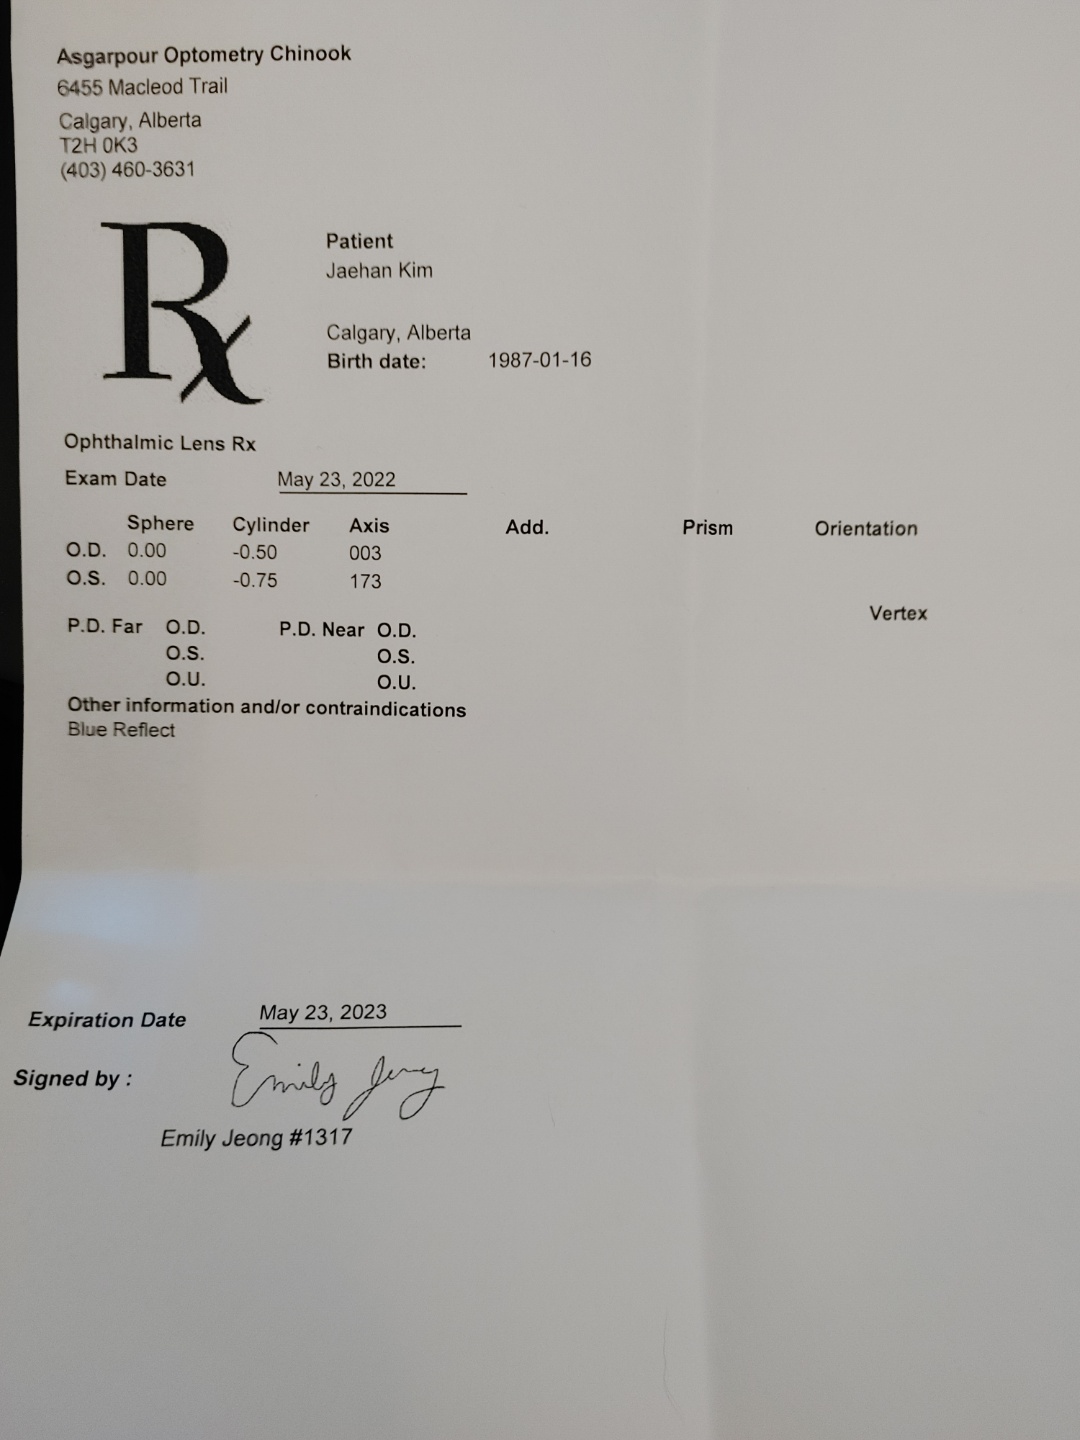 Asgarpour Optometry Chinook
6455 Macleod Trail
Calgary, Alberta
T2H 0K3
(403) 460-3631
Rx
Patient
Jaehan Kim
Calgary, Alberta
Birth date: 1987-01-16
Ophthalmic Lens Rx
Exam Date May 23, 2022
Sphere Cylinder Axis Add. Prism Orientation
O.D. 0.00 -0.50 003
O.S. 0.00 -0.75 173
Vertex
P.D. Far O.D. P.D. Near O.D.
O.S. O.S.
O.U. O.U.
Other information and/or contraindications
Blue Reflect
Expiration Date May 23, 2023
Signed by : Emily Jeong
Emily Jeong #1317